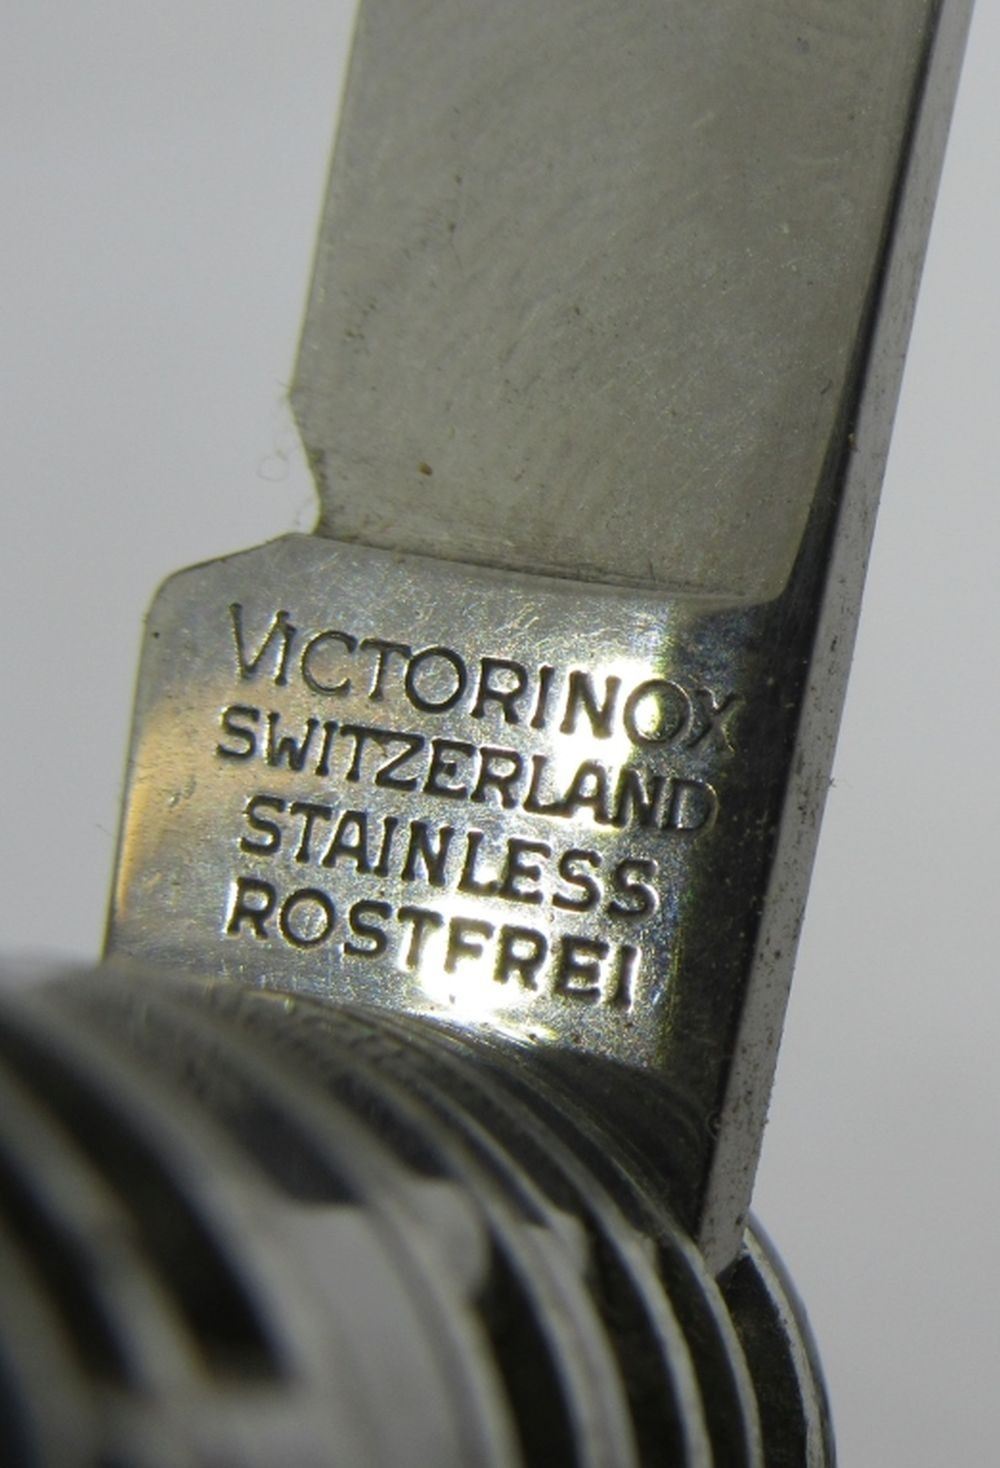 VICTORINOX
SWITZERLAND
STAINLESS
ROSTFREI